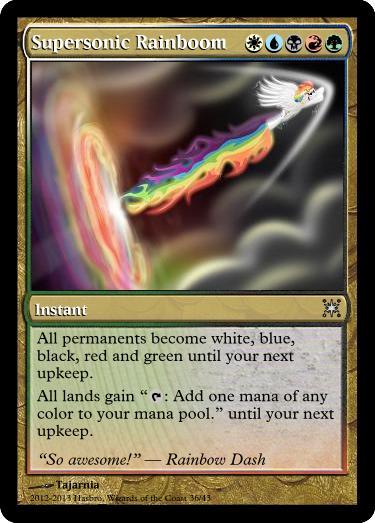 Supersonic Rainboom
Instant
All permanents become white, blue,
black, red and green until your next
upkeep.
All lands gain “ : Add one mana of any
color to your mana pool.” until your next
upkeep.
“So awesome!” — Rainbow Dash
Tajarnia
2012-2013 Hasbro, Wizards of the Coast 36/43